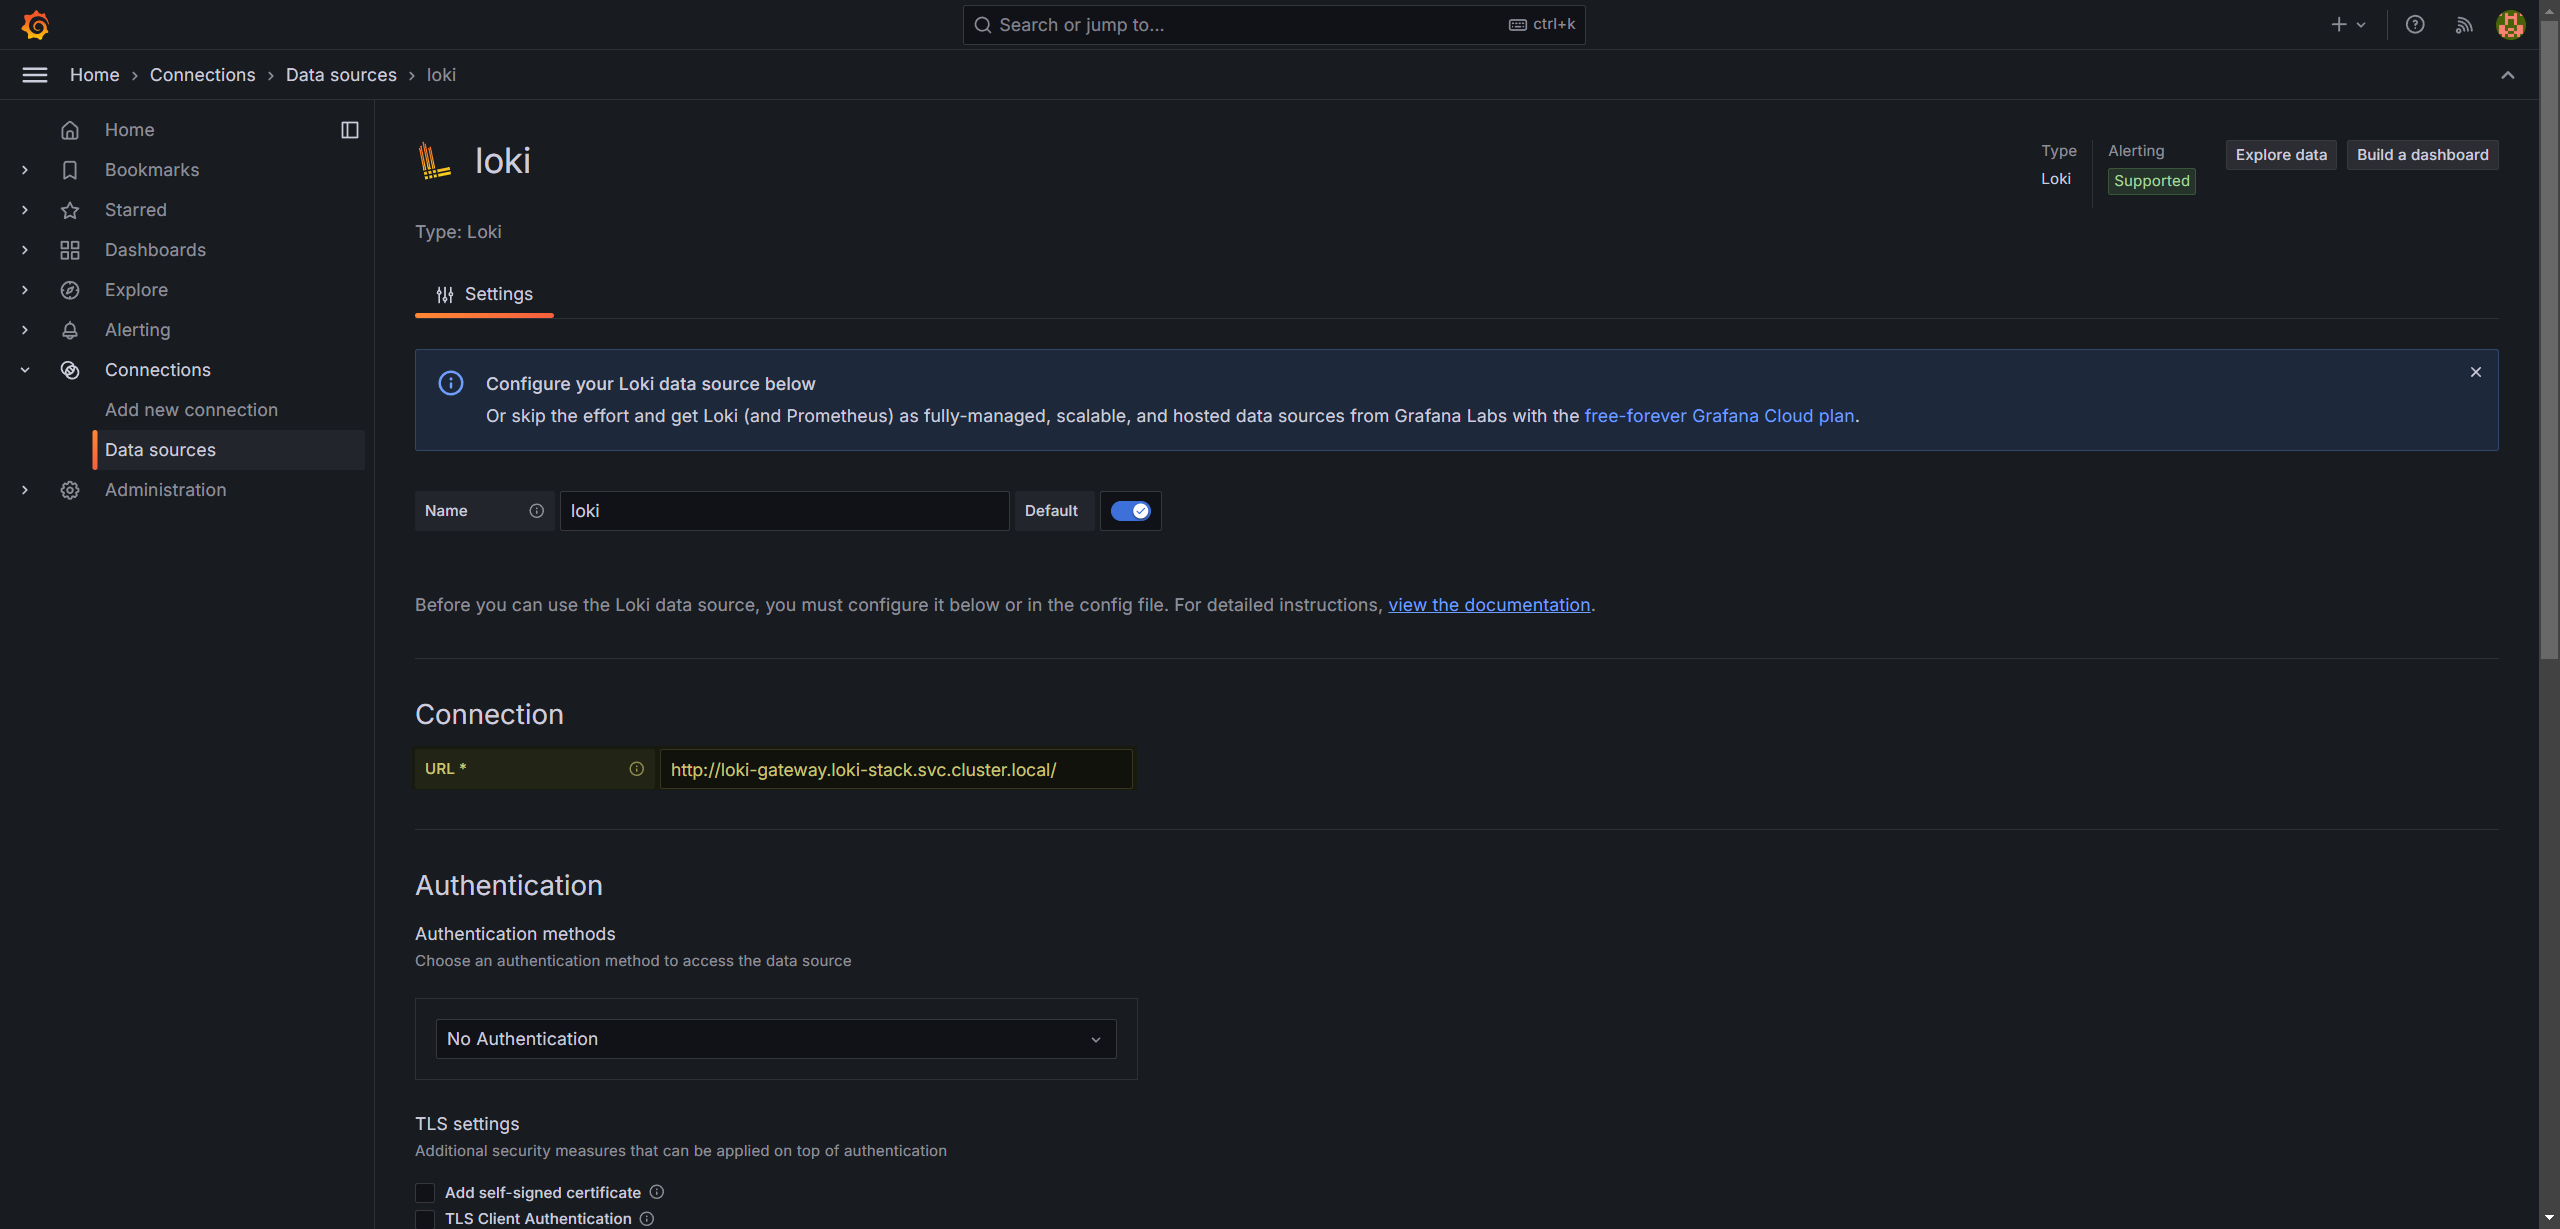 Search or jump to...
ctrl+k
Home › Connections › Data sources › loki
Home
Bookmarks
Starred
Dashboards
Explore
Alerting
Connections
Add new connection
Data sources
Administration
loki
Type
Loki
Alerting
Supported
Explore data
Build a dashboard
Type: Loki
Settings
Configure your Loki data source below
Or skip the effort and get Loki (and Prometheus) as fully-managed, scalable, and hosted data sources from Grafana Labs with the free-forever Grafana Cloud plan.
Name
loki
Default
Before you can use the Loki data source, you must configure it below or in the config file. For detailed instructions, view the documentation.
Connection
URL *
http://loki-gateway.loki-stack.svc.cluster.local/
Authentication
Authentication methods
Choose an authentication method to access the data source
No Authentication
TLS settings
Additional security measures that can be applied on top of authentication
Add self-signed certificate
TLS Client Authentication